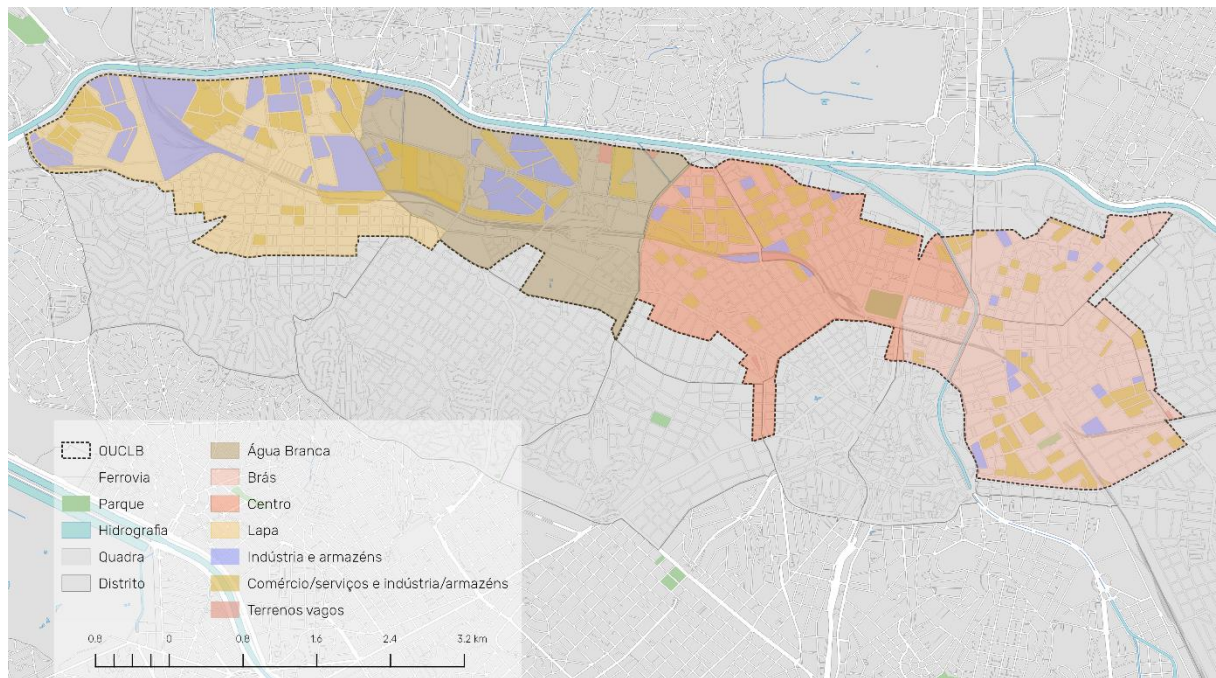 OUCLB
Ferrovia
Parque
Hidrografia
Quadra
Distrito
Água Branca
Brás
Centro
Lapa
Indústria e armazéns
Comércio/serviços e indústria/armazéns
Terrenos vagos
0.8 0 0.8 1.6 2.4 3.2 km